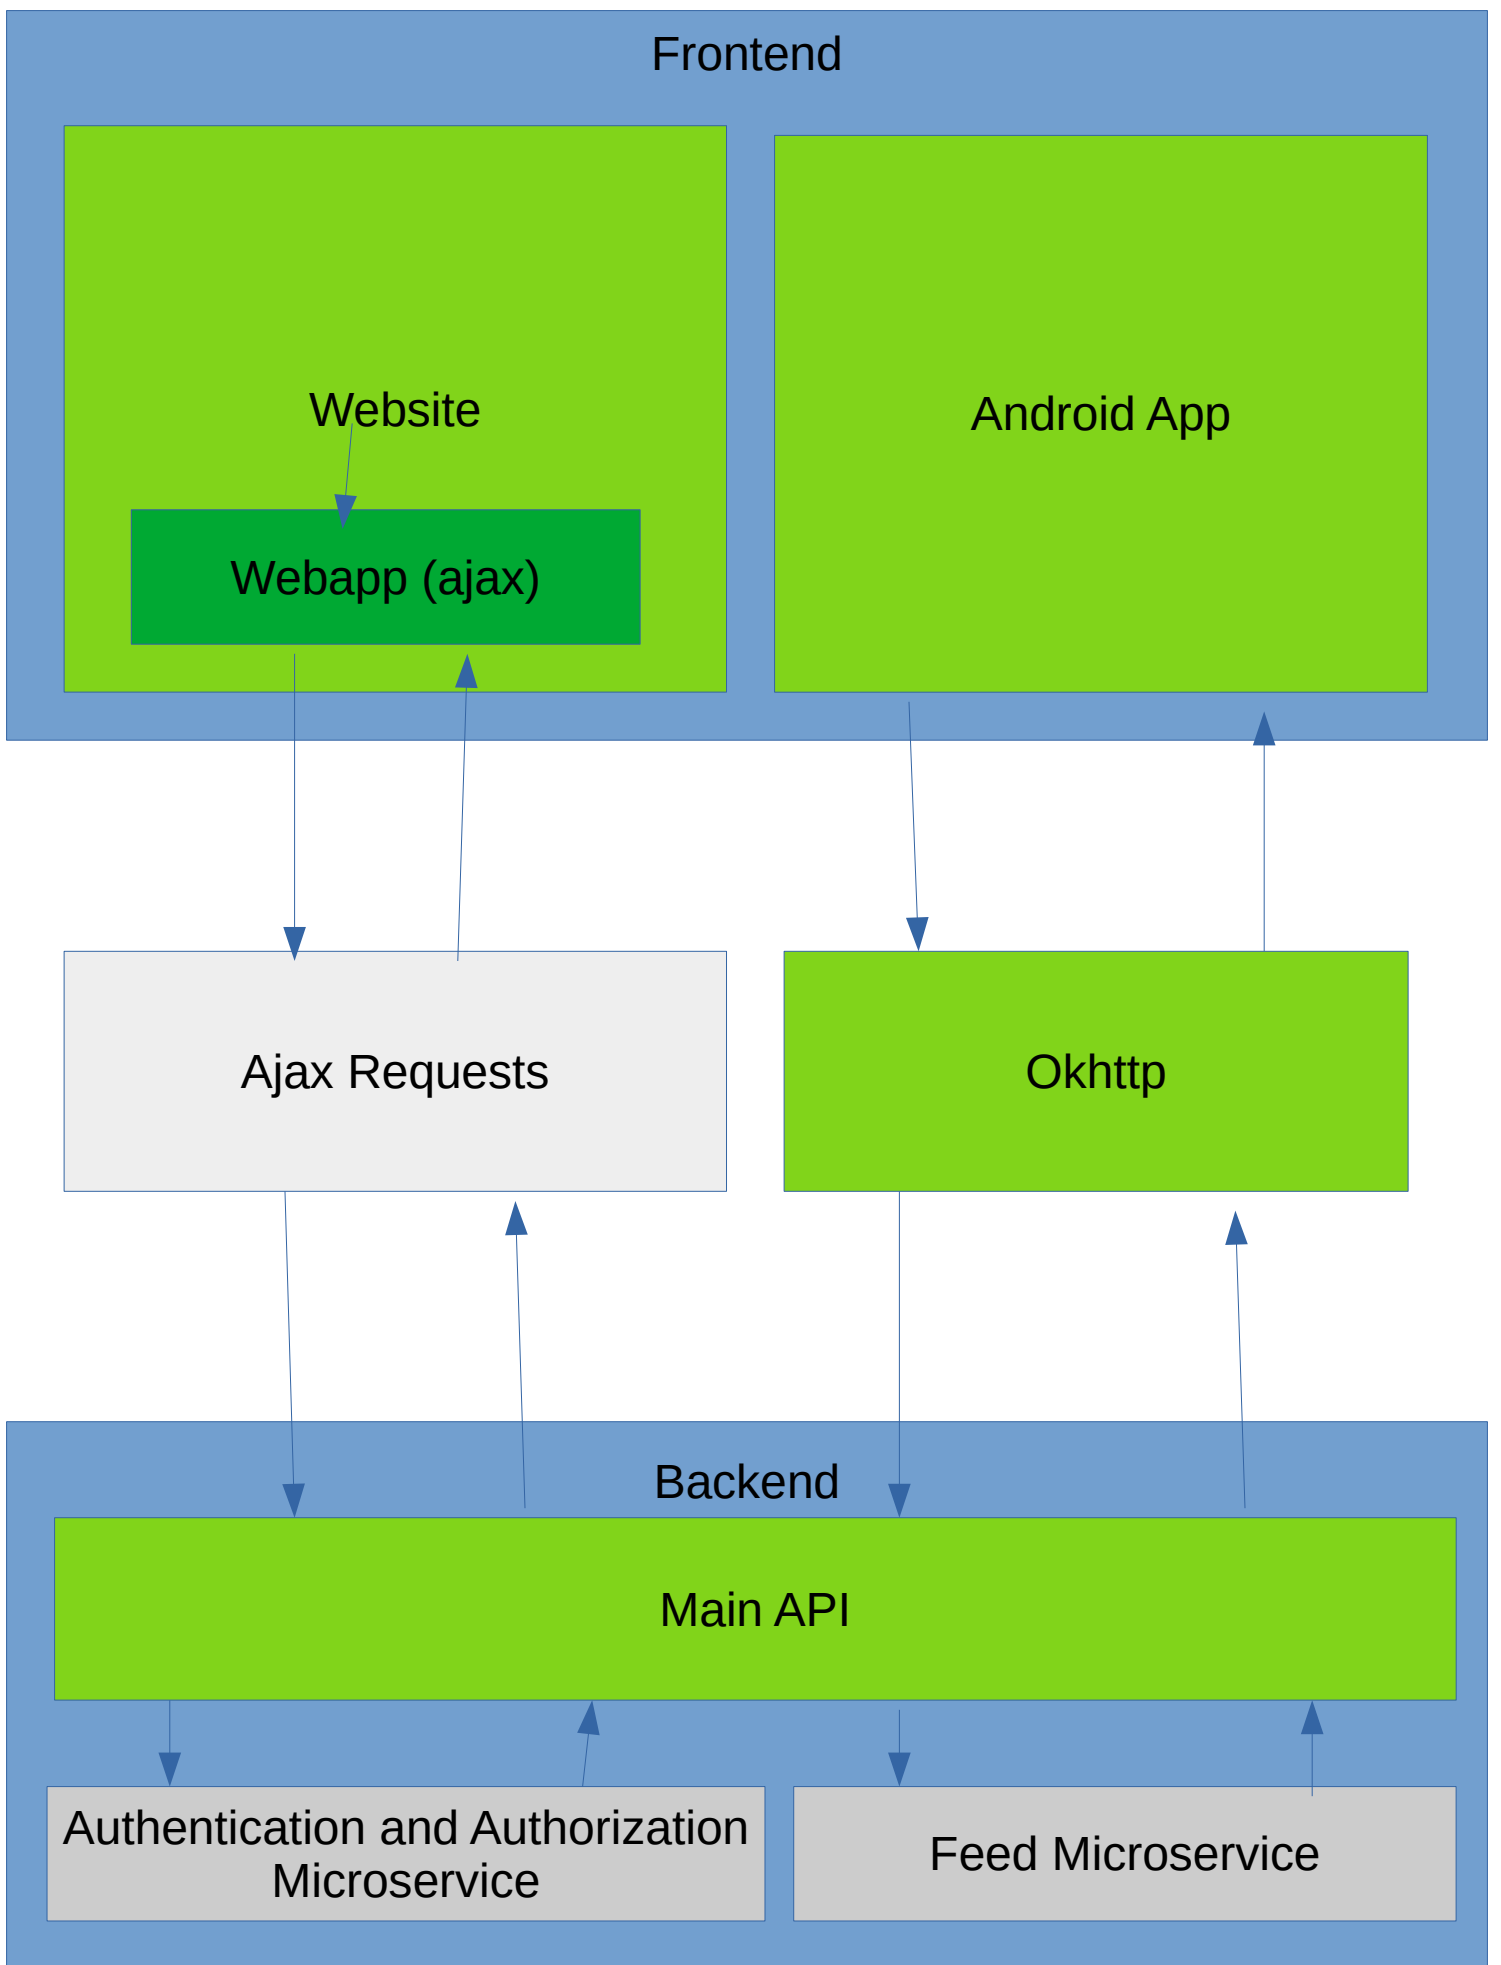 Frontend
Website
Android App
Webapp (ajax)
Ajax Requests
Okhttp
Backend
Main API
Authentication and Authorization
Microservice
Feed Microservice